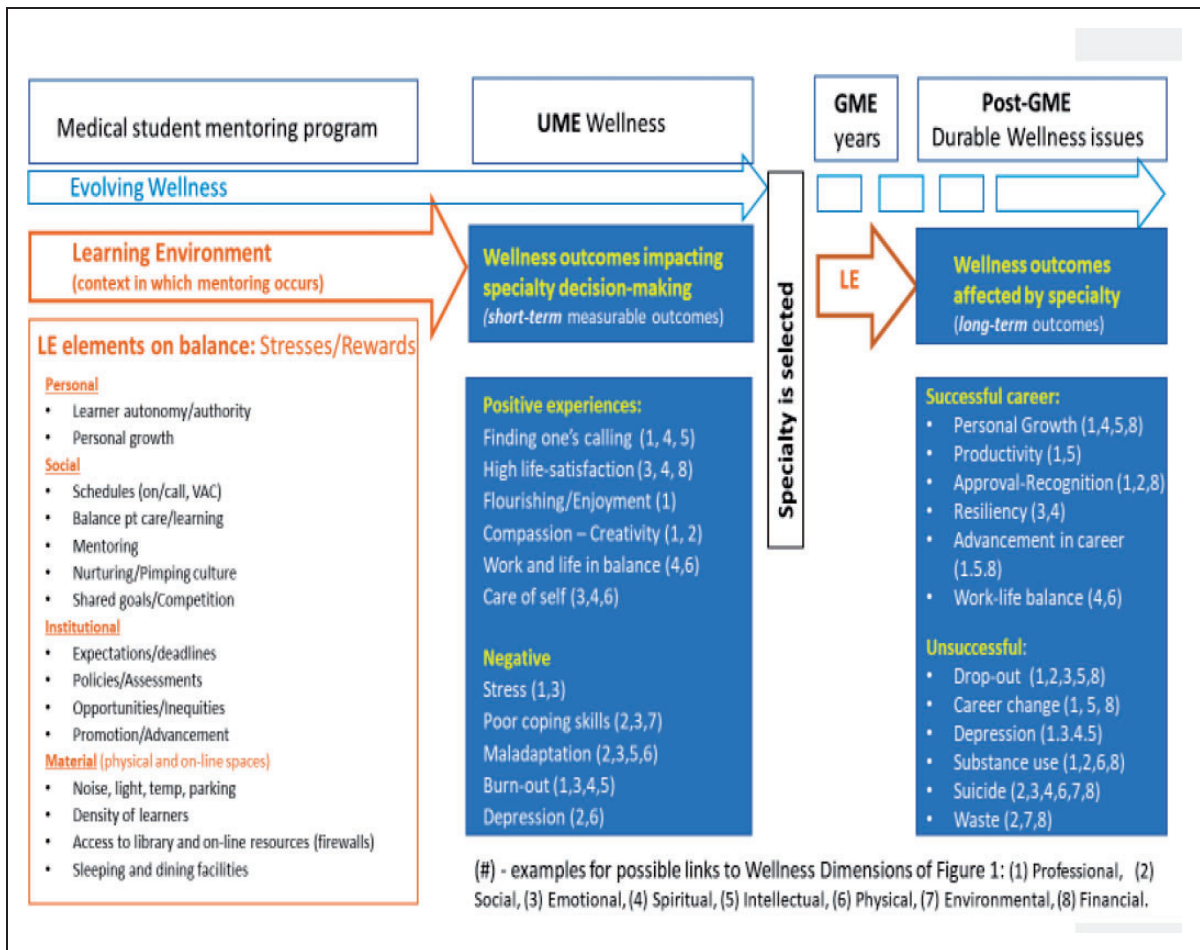 Medical student mentoring program
UME Wellness
GME
years
Post-GME
Durable Wellness issues
Evolving Wellness
Learning Environment
(context in which mentoring occurs)
LE elements on balance: Stresses/Rewards
Personal
• Learner autonomy/authority
• Personal growth
Social
• Schedules (on/call, VAC)
• Balance pt care/learning
• Mentoring
• Nurturing/Pimping culture
• Shared goals/Competition
Institutional
• Expectations/deadlines
• Policies/Assessments
• Opportunities/Inequities
• Promotion/Advancement
Material (physical and on-line spaces)
• Noise, light, temp, parking
• Density of learners
• Access to library and on-line resources (firewalls)
• Sleeping and dining facilities
Wellness outcomes impacting
specialty decision-making
(short-term measurable outcomes)
Positive experiences:
Finding one's calling (1, 4, 5)
High life-satisfaction (3, 4, 8)
Flourishing/Enjoyment (1)
Compassion – Creativity (1, 2)
Work and life in balance (4,6)
Care of self (3,4,6)
Negative
Stress (1,3)
Poor coping skills (2,3,7)
Maladaptation (2,3,5,6)
Burn-out (1,3,4,5)
Depression (2,6)
Specialty is selected
LE
Wellness outcomes
affected by specialty
(long-term outcomes)
Successful career:
• Personal Growth (1,4,5,8)
• Productivity (1,5)
• Approval-Recognition (1,2,8)
• Resiliency (3,4)
• Advancement in career
(1.5.8)
• Work-life balance (4,6)
Unsuccessful:
• Drop-out (1,2,3,5,8)
• Career change (1, 5, 8)
• Depression (1.3.4.5)
• Substance use (1,2,6,8)
• Suicide (2,3,4,6,7,8)
• Waste (2,7,8)
(#) - examples for possible links to Wellness Dimensions of Figure 1: (1) Professional, (2)
Social, (3) Emotional, (4) Spiritual, (5) Intellectual, (6) Physical, (7) Environmental, (8) Financial.